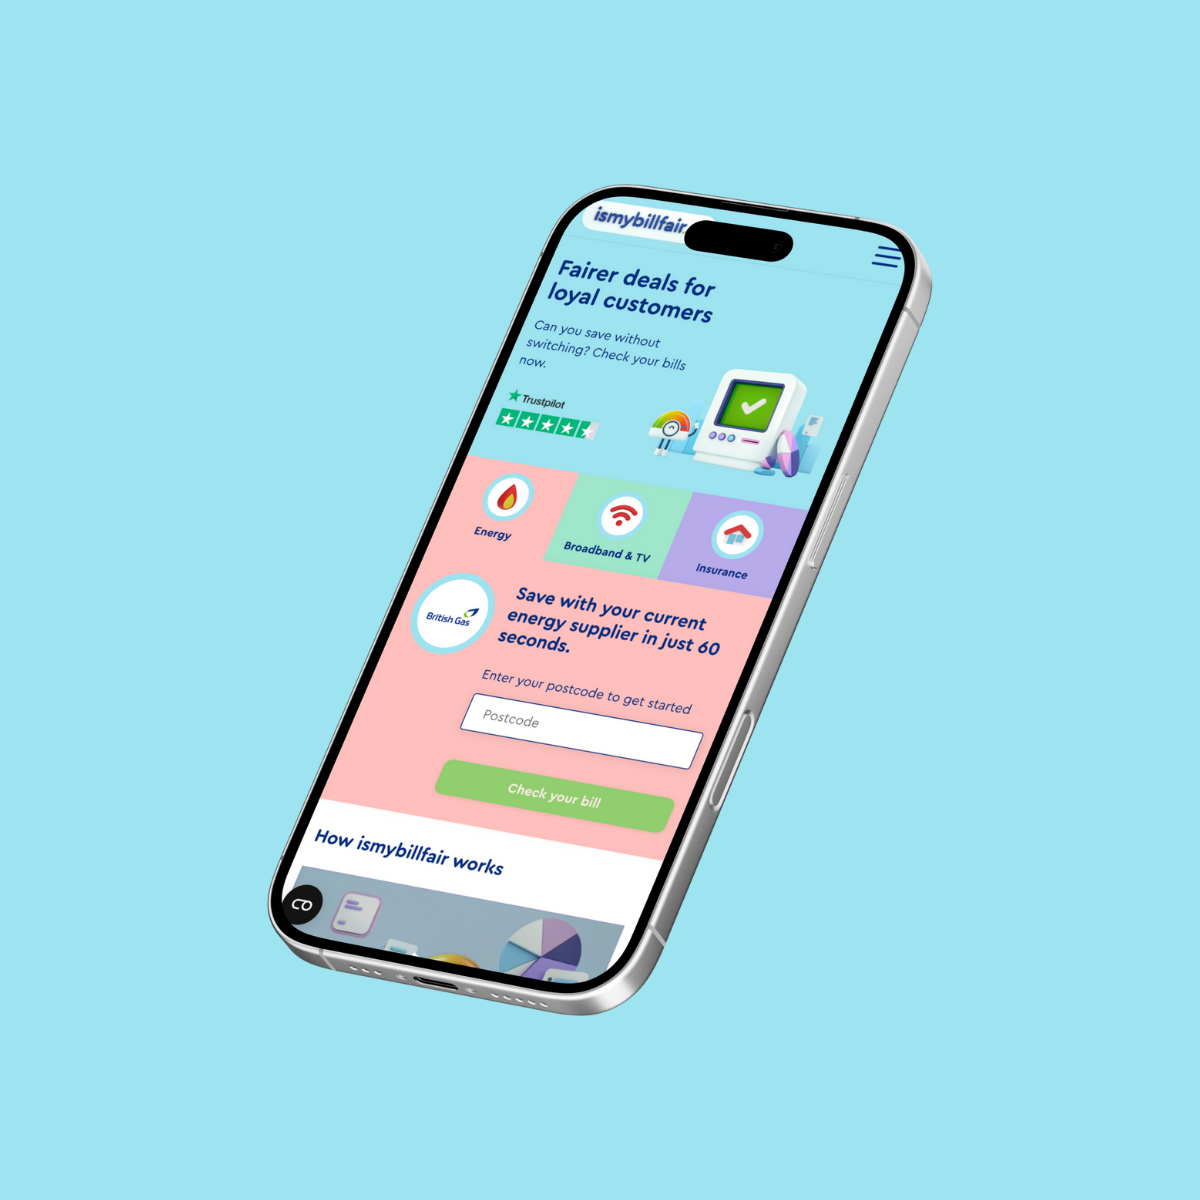 ismybillfair
Fairer deals for
loyal customers
Can you save without
switching? Check your bills
now.
Trustpilot
Energy
Broadband & TV
Insurance
British Gas
Save with your current
energy supplier in just 60
seconds.
Enter your postcode to get started
Postcode
Check your bill
How ismybillfair works